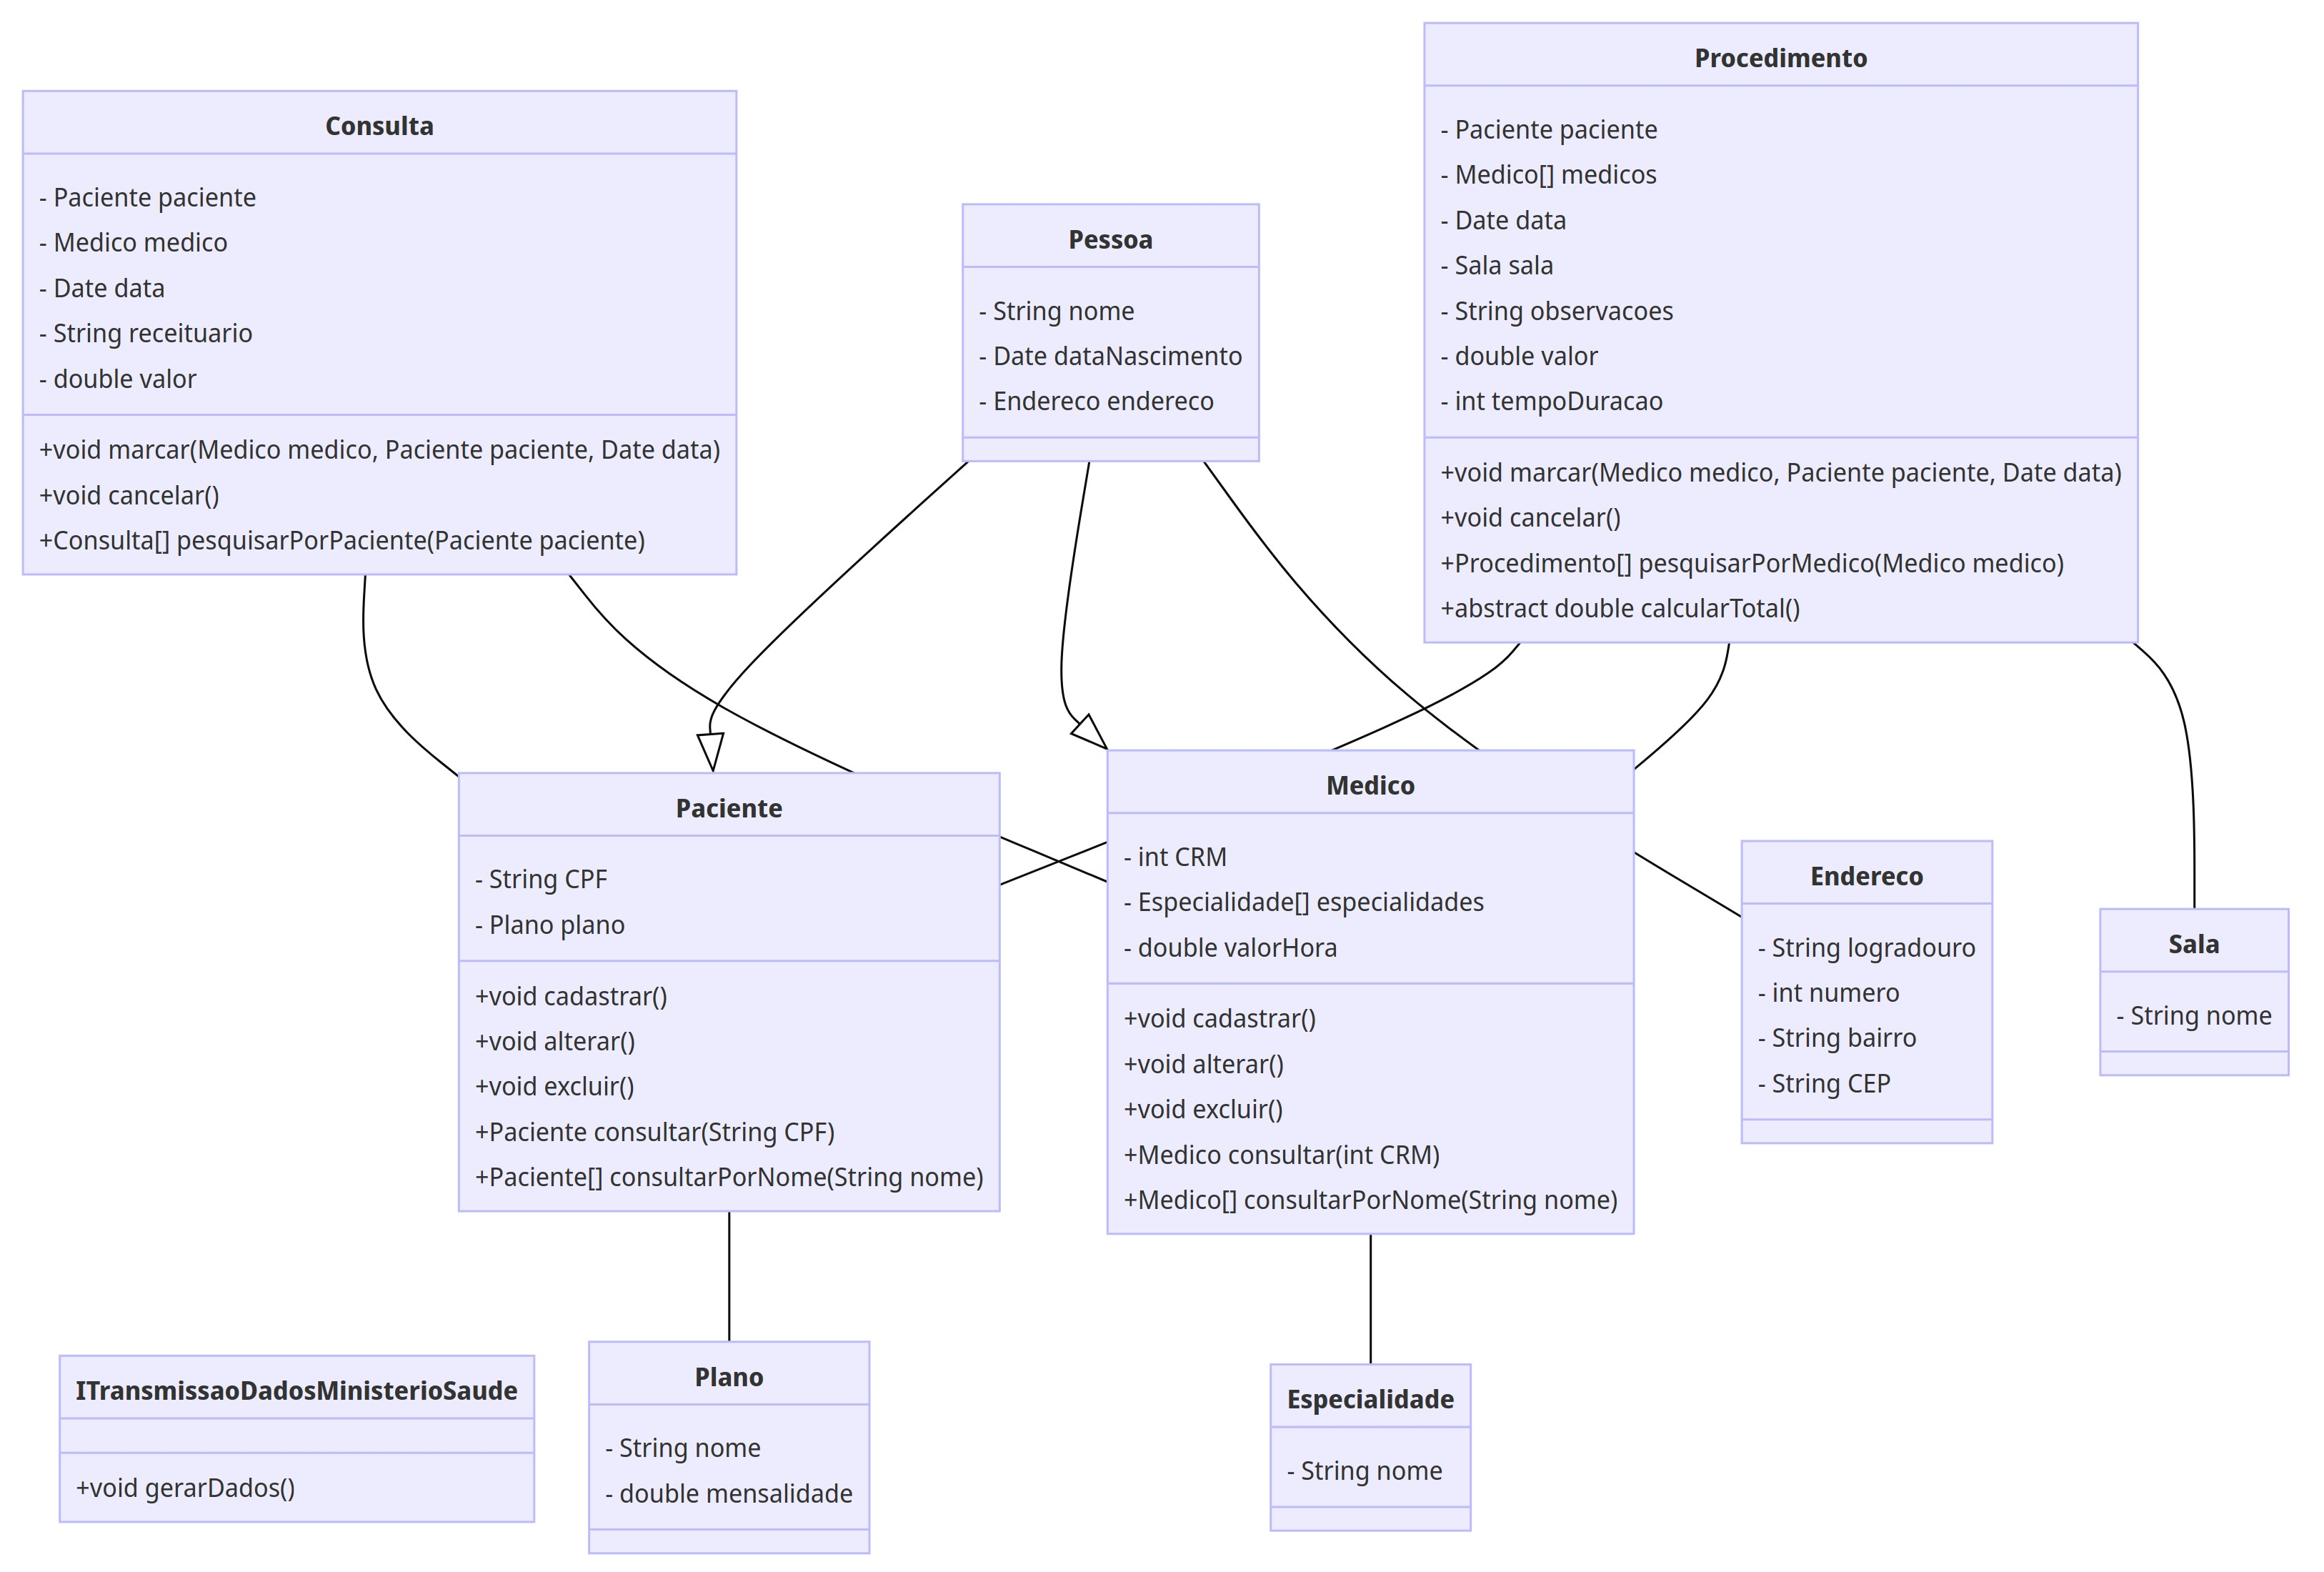 Consulta
- Paciente paciente
- Medico medico
- Date data
- String receituario
- double valor
+void marcar(Medico medico, Paciente paciente, Date data)
+void cancelar()
+Consulta[] pesquisarPorPaciente(Paciente paciente)
Pessoa
- String nome
- Date dataNascimento
- Endereco endereco
Procedimento
- Paciente paciente
- Medico[] medicos
- Date data
- Sala sala
- String observacoes
- double valor
- int tempoDuracao
+void marcar(Medico medico, Paciente paciente, Date data)
+void cancelar()
+Procedimento[] pesquisarPorMedico(Medico medico)
+abstract double calcularTotal()
Paciente
- String CPF
- Plano plano
+void cadastrar()
+void alterar()
+void excluir()
+Paciente consultar(String CPF)
+Paciente[] consultarPorNome(String nome)
Medico
- int CRM
- Especialidade[] especialidades
- double valorHora
+void cadastrar()
+void alterar()
+void excluir()
+Medico consultar(int CRM)
+Medico[] consultarPorNome(String nome)
Endereco
- String logradouro
- int numero
- String bairro
- String CEP
Sala
- String nome
ITransmissaoDadosMinisterioSaude
+void gerarDados()
Plano
- String nome
- double mensalidade
Especialidade
- String nome